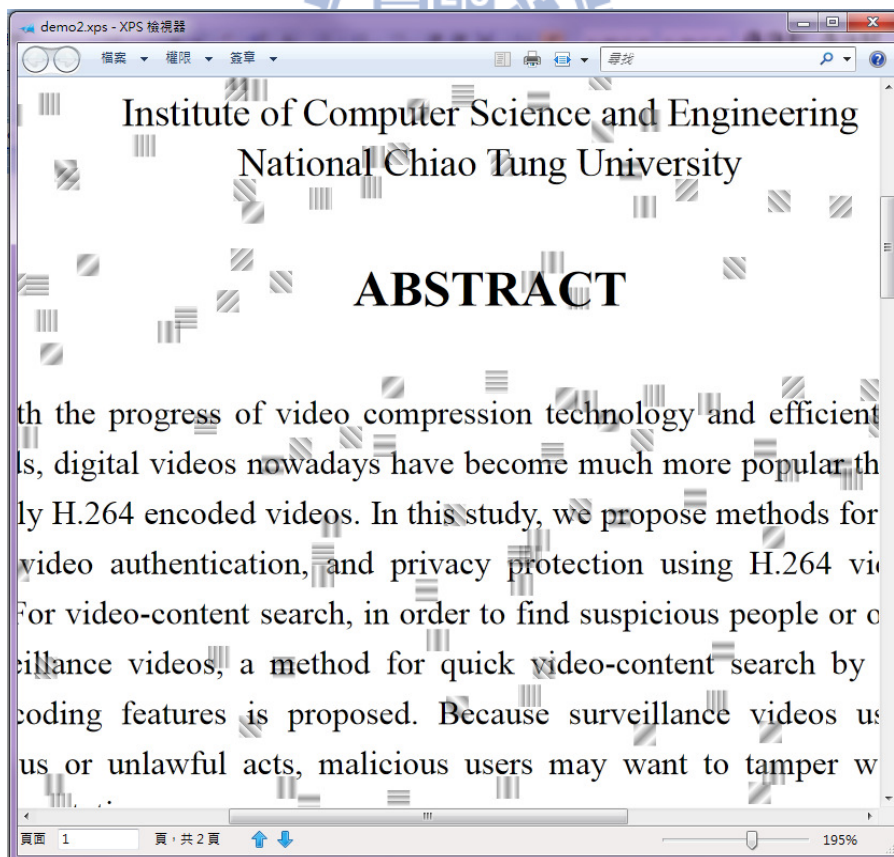 demo2.xps - XPS 檢視器
檔案 權限 簽章 尋找
Institute of Computer Science and Engineering
National Chiao Tung University
ABSTRACT
th the progress of video compression technology and efficient
ls, digital videos nowadays have become much more popular th
ly H.264 encoded videos. In this study, we propose methods for
video authentication, and privacy protection using H.264 vi
For video-content search, in order to find suspicious people or o
eillance videos, a method for quick video-content search by
coding features is proposed. Because surveillance videos us
us or unlawful acts, malicious users may want to tamper w
頁面 1 頁,共 2 頁 195%